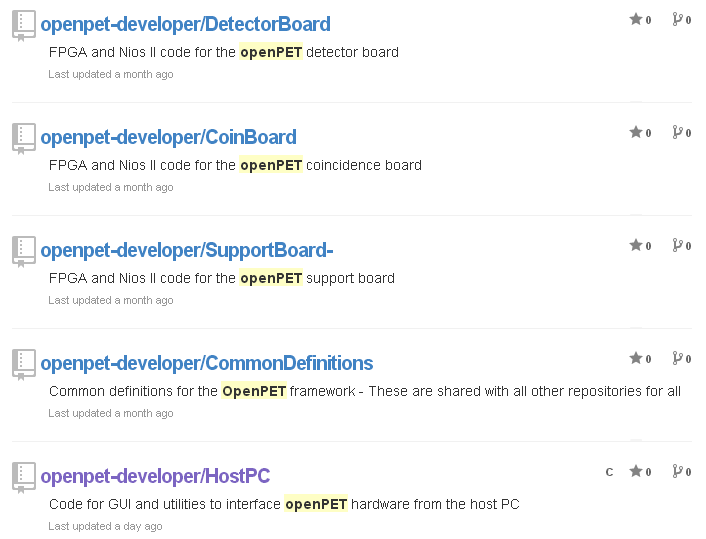 openpet-developer/DetectorBoard 0 0
FPGA and Nios II code for the openPET detector board
Last updated a month ago
openpet-developer/CoinBoard 0 0
FPGA and Nios II code for the openPET coincidence board
Last updated a month ago
openpet-developer/SupportBoard- 0 0
FPGA and Nios II code for the openPET support board
Last updated a month ago
openpet-developer/CommonDefinitions 0 0
Common definitions for the OpenPET framework - These are shared with all other repositories for all
Last updated a month ago
openpet-developer/HostPC C 0 0
Code for GUI and utilities to interface openPET hardware from the host PC
Last updated a day ago